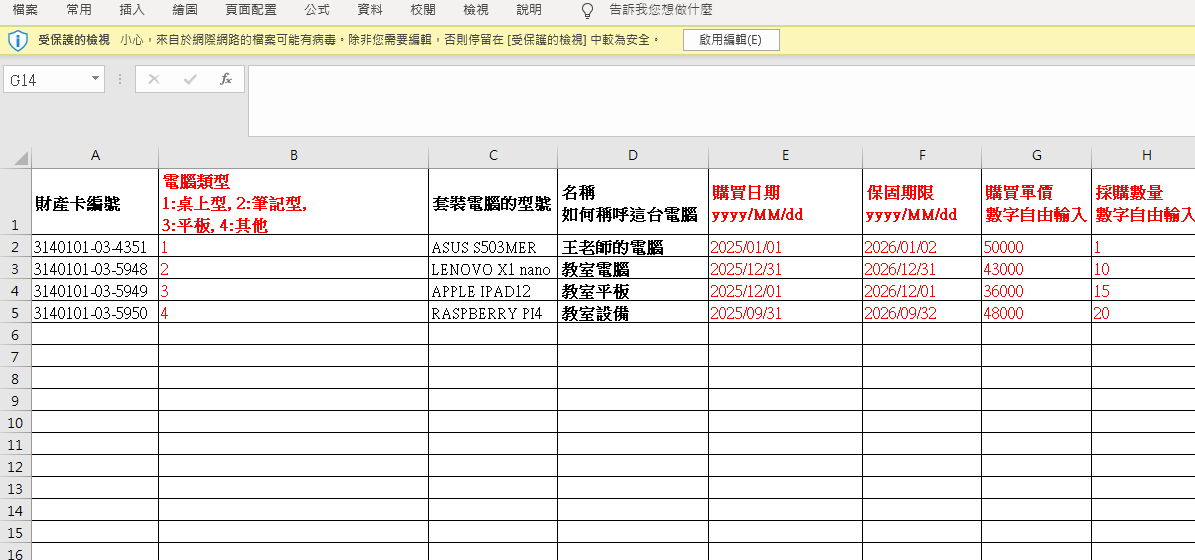 檔案 常用 插入 繪圖 頁面配置 公式 資料 校閱 檢視 說明 告訴我您想做什麼
受保護的檢視 小心，來自於網際網路的檔案可能有病毒。除非您需要編輯，否則停留在 [受保護的檢視] 中較為安全。 啟用編輯(E)
G14 fx
A B C D E F G H
1 財產卡編號 電腦類型
1:桌上型, 2:筆記型,
3:平板, 4:其他 套裝電腦的型號 名稱
如何稱呼這台電腦 購買日期
yyyy/MM/dd 保固期限
yyyy/MM/dd 購買單價
數字自由輸入 採購數量
數字自由輸入
2 3140101-03-4351 1 ASUS S503MER 王老師的電腦 2025/01/01 2026/01/02 50000 1
3 3140101-03-5948 2 LENOVO X1 nano 教室電腦 2025/12/31 2026/12/31 43000 10
4 3140101-03-5949 3 APPLE IPAD12 教室平板 2025/12/01 2026/12/01 36000 15
5 3140101-03-5950 4 RASPBERRY PI4 教室設備 2025/09/31 2026/09/32 48000 20
6
7
8
9
10
11
12
13
14
15
16